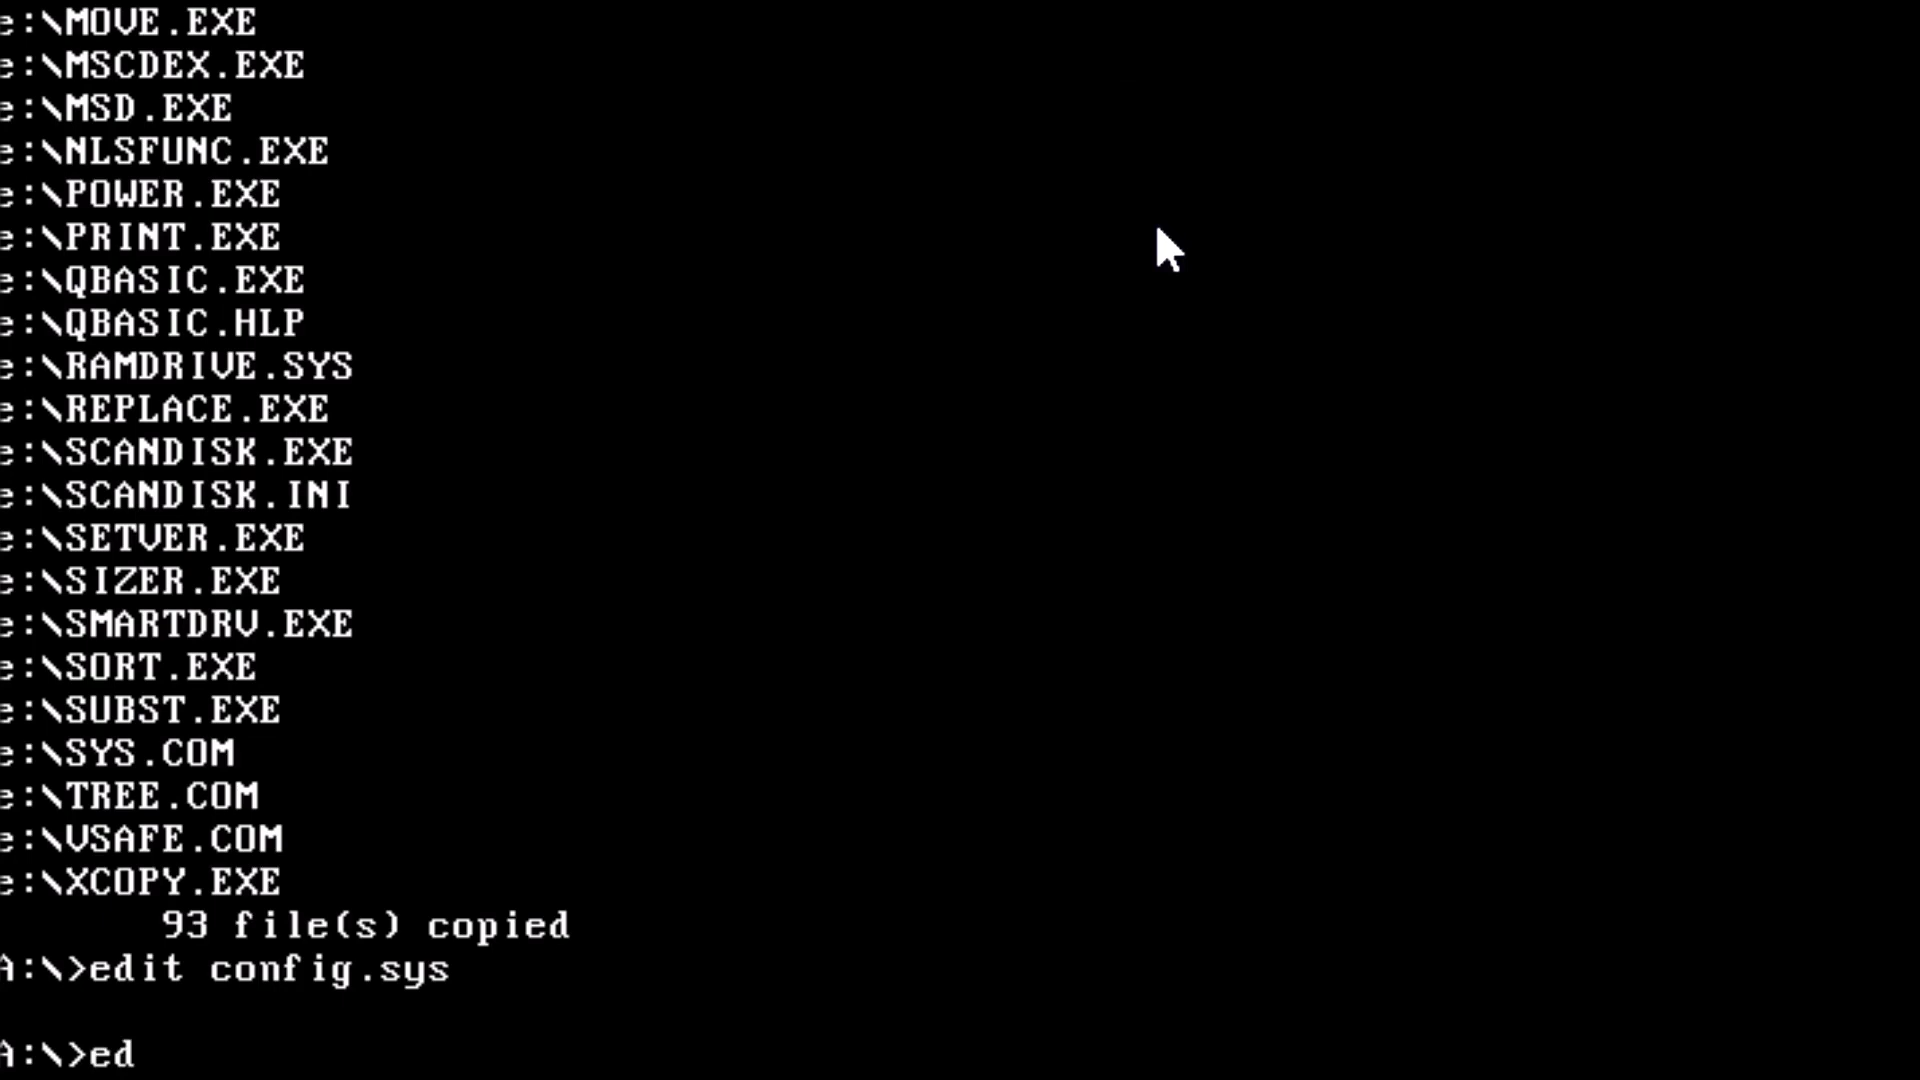 e:\MOVE.EXE
e:\MSCDEX.EXE
e:\MSD.EXE
e:\NLSFUNC.EXE
e:\POWER.EXE
e:\PRINT.EXE
e:\QBASIC.EXE
e:\QBASIC.HLP
e:\RAMDRIVE.SYS
e:\REPLACE.EXE
e:\SCANDISK.EXE
e:\SCANDISK.INI
e:\SETVER.EXE
e:\SIZER.EXE
e:\SMARTDRV.EXE
e:\SORT.EXE
e:\SUBST.EXE
e:\SYS.COM
e:\TREE.COM
e:\VSAFE.COM
e:\XCOPY.EXE
93 file(s) copied
A:\>edit config.sys
A:\>ed